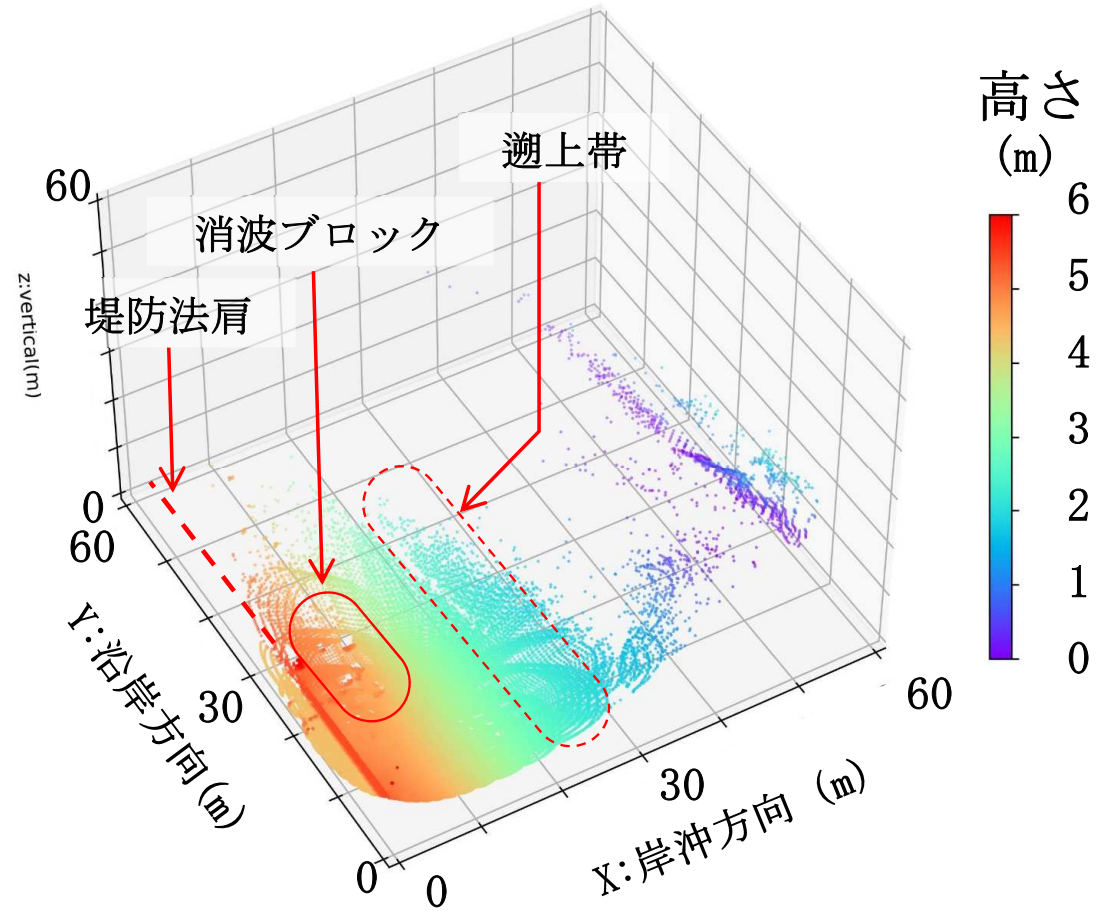 高さ
(m)
遡上帯
消波ブロック
堤防法肩
60
z:vertical(m)
0
60
Y:沿岸方向(m)
30
0
0
X:岸沖方向 (m)
30
60
6
5
4
3
2
1
0